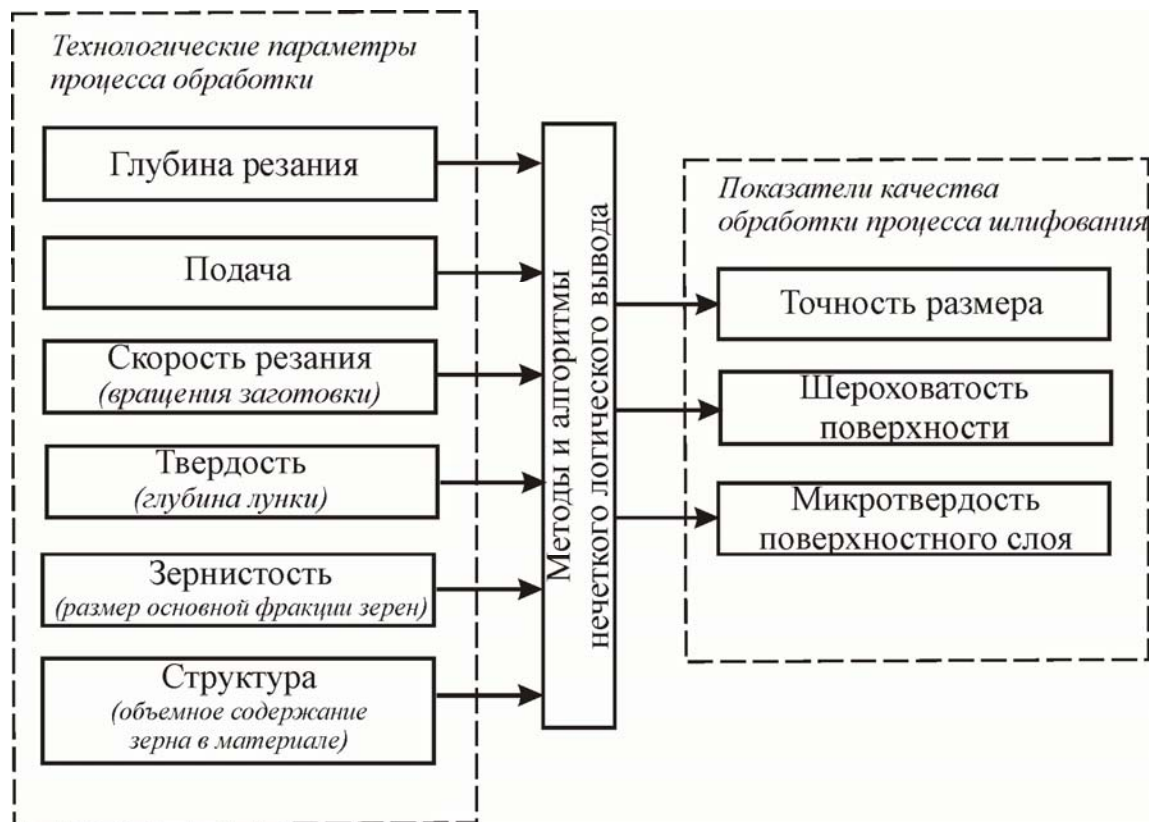 Технологические параметры
процесса обработки
Глубина резания
Подача
Скорость резания
(вращения заготовки)
Твердость
(глубина лунки)
Зернистость
(размер основной фракции зерен)
Структура
(объемное содержание
зерна в материале)
Методы и алгоритмы
нечеткого логического вывода
Показатели качества
обработки процесса шлифования
Точность размера
Шероховатость
поверхности
Микротвердость
поверхностного слоя